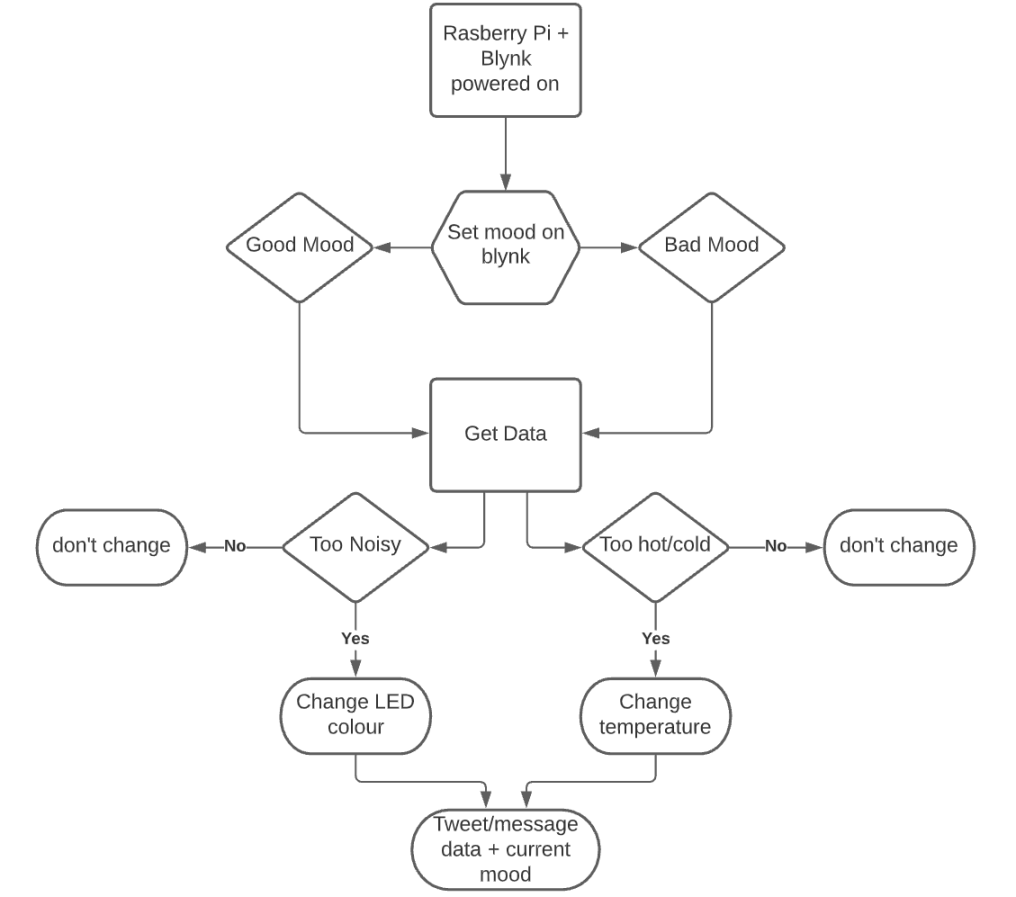 Rasberry Pi +
Blynk
powered on
Good Mood
Set mood on
blynk
Bad Mood
Get Data
don't change
No
Too Noisy
Too hot/cold
No
don't change
Yes
Yes
Change LED
colour
Change
temperature
Tweet/message
data + current
mood